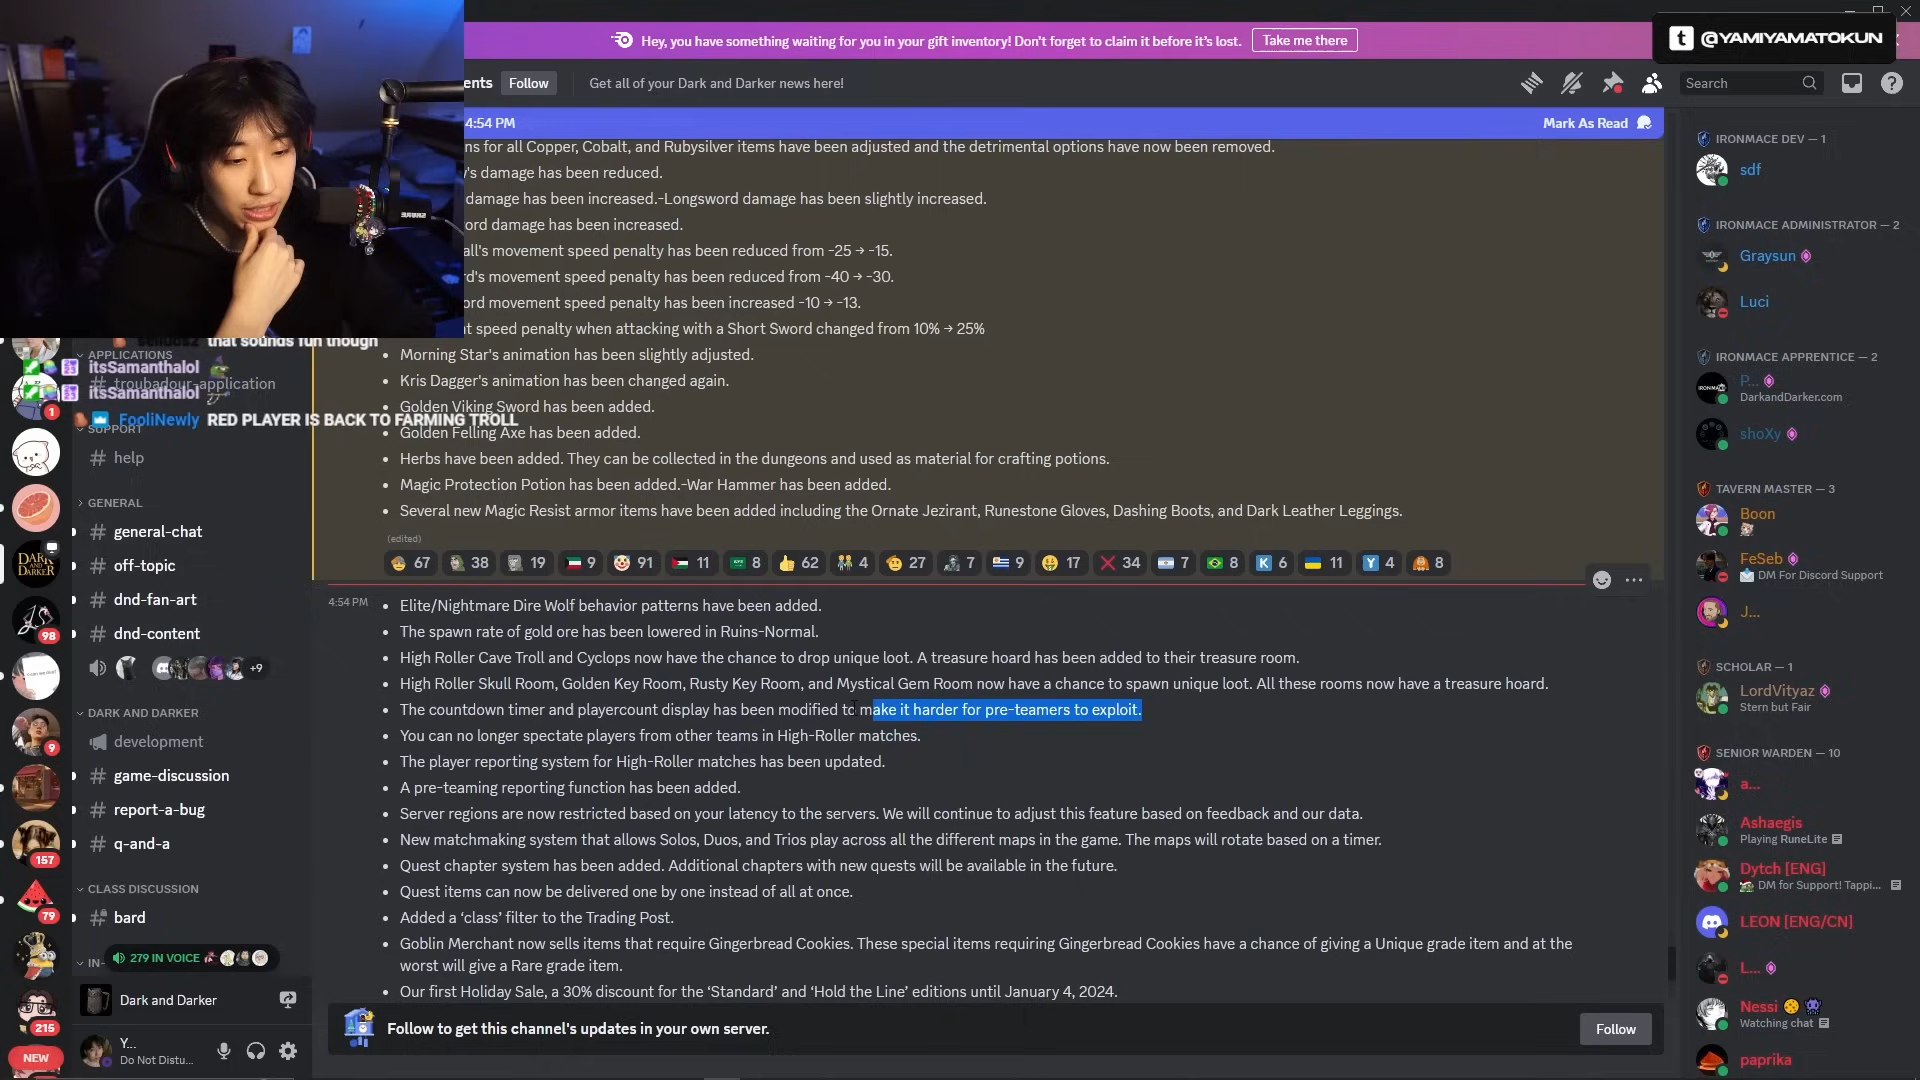 Hey, you have something waiting for you in your gift inventory! Don't forget to claim it before it's lost.
Take me there
@YAMIYAMATOKUN
ents
Follow
Get all of your Dark and Darker news here!
Search
4:54 PM
Mark As Read
ns for all Copper, Cobalt, and Rubysilver items have been adjusted and the detrimental options have now been removed.
's damage has been reduced.
damage has been increased.-Longsword damage has been slightly increased.
ord damage has been increased.
all's movement speed penalty has been reduced from -25 → -15.
rd's movement speed penalty has been reduced from -40 → -30.
ord movement speed penalty has been increased -10 → -13.
t speed penalty when attacking with a Short Sword changed from 10% → 25%
• Morning Star's animation has been slightly adjusted.
• Kris Dagger's animation has been changed again.
• Golden Viking Sword has been added.
• Golden Felling Axe has been added.
• Herbs have been added. They can be collected in the dungeons and used as material for crafting potions.
• Magic Protection Potion has been added.-War Hammer has been added.
• Several new Magic Resist armor items have been added including the Ornate Jezirant, Runestone Gloves, Dashing Boots, and Dark Leather Leggings.
(edited)
67 38 19 9 91 11 8 62 4 27 7 9 17 34 7 8 K 6 11 Y 4 8
4:54 PM
• Elite/Nightmare Dire Wolf behavior patterns have been added.
• The spawn rate of gold ore has been lowered in Ruins-Normal.
• High Roller Cave Troll and Cyclops now have the chance to drop unique loot. A treasure hoard has been added to their treasure room.
• High Roller Skull Room, Golden Key Room, Rusty Key Room, and Mystical Gem Room now have a chance to spawn unique loot. All these rooms now have a treasure hoard.
• The countdown timer and playercount display has been modified to make it harder for pre-teamers to exploit.
• You can no longer spectate players from other teams in High-Roller matches.
• The player reporting system for High-Roller matches has been updated.
• A pre-teaming reporting function has been added.
• Server regions are now restricted based on your latency to the servers. We will continue to adjust this feature based on feedback and our data.
• New matchmaking system that allows Solos, Duos, and Trios play across all the different maps in the game. The maps will rotate based on a timer.
• Quest chapter system has been added. Additional chapters with new quests will be available in the future.
• Quest items can now be delivered one by one instead of all at once.
• Added a 'class' filter to the Trading Post.
• Goblin Merchant now sells items that require Gingerbread Cookies. These special items requiring Gingerbread Cookies have a chance of giving a Unique grade item and at the
worst will give a Rare grade item.
• Our first Holiday Sale, a 30% discount for the 'Standard' and 'Hold the Line' editions until January 4, 2024.
Follow to get this channel's updates in your own server.
Follow
that sounds fun though
APPLICATIONS
itsSamanthalol
# troubadour-application
itsSamanthalol
FooliNewly RED PLAYER IS BACK TO FARMING TROLL
SUPPORT
# help
GENERAL
# general-chat
# off-topic
# dnd-fan-art
# dnd-content
+9
DARK AND DARKER
development
# game-discussion
# report-a-bug
# q-and-a
CLASS DISCUSSION
# bard
IN-
279 IN VOICE
Dark and Darker
Y...
Do Not Distu...
1
DARK
AND
DARKER
98
9
157
79
215
NEW
IRONMACE DEV — 1
sdf
IRONMACE ADMINISTRATOR — 2
Graysun
Luci
IRONMACE APPRENTICE — 2
P...
DarkandDarker.com
shoXy
TAVERN MASTER — 3
Boon
FeSeb
DM For Discord Support
J...
SCHOLAR — 1
LordVityaz
Stern but Fair
SENIOR WARDEN — 10
a...
Ashaegis
Playing RuneLite
Dytch [ENG]
DM for Support! Tappi...
LEON [ENG/CN]
L...
Nessi
Watching chat
paprika